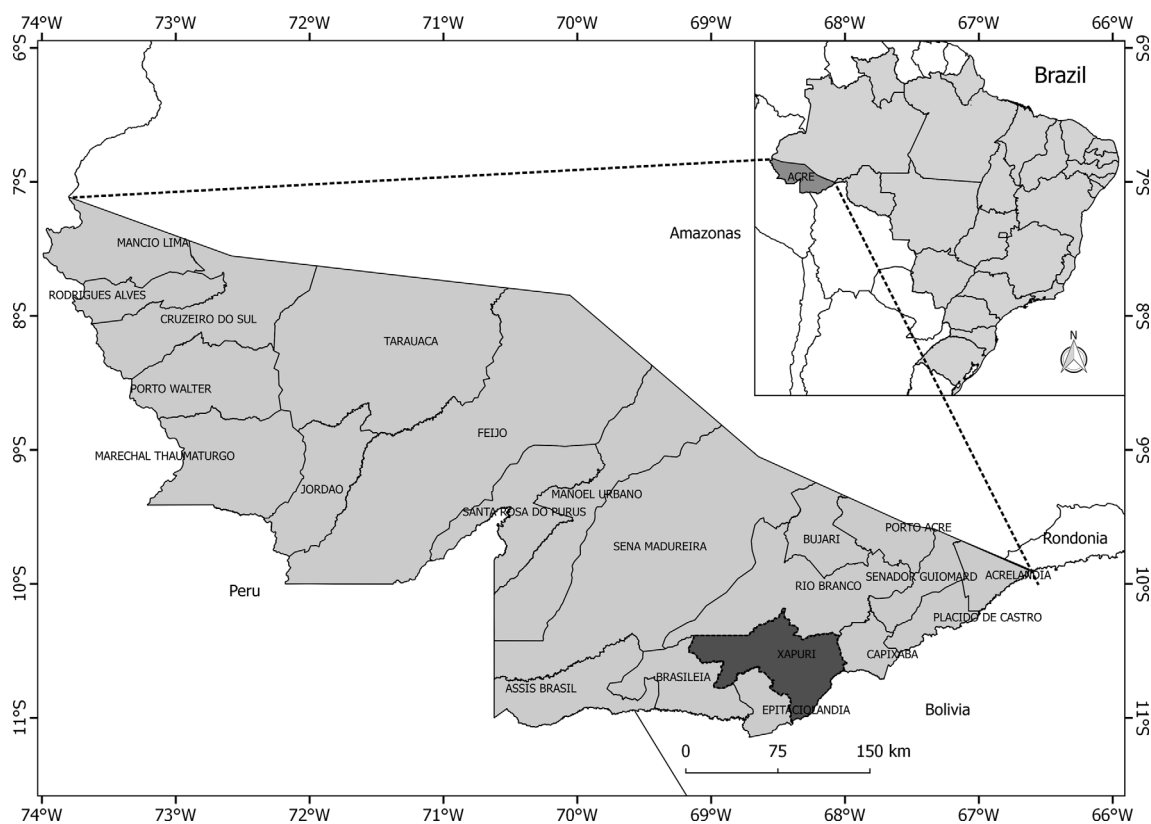 74°W 73°W 72°W 71°W 70°W 69°W 68°W 67°W 66°W
6°S
6°S
Brazil
ACRE
N
7°S
7°S
Amazonas
MANCIO LIMA
RODRIGUES ALVES
8°S
8°S
CRUZEIRO DO SUL
TARAUACA
PORTO WALTER
9°S
9°S
FEIJO
MARECHAL THAUMATURGO
JORDAO
MANOEL URBANO
SANTA ROSA DO PURUS
SENA MADUREIRA
BUJARI
PORTO ACRE
Rondonia
10°S
10°S
Peru
RIO BRANCO
SENADOR GUIOMARD
ACRELANDIA
PLACIDO DE CASTRO
XAPURI
CAPIXABA
BRASILEIA
ASSIS BRASIL
EPITACIOLANDIA
Bolivia
11°S
11°S
0 75 150 km
74°W 73°W 72°W 71°W 70°W 69°W 68°W 67°W 66°W